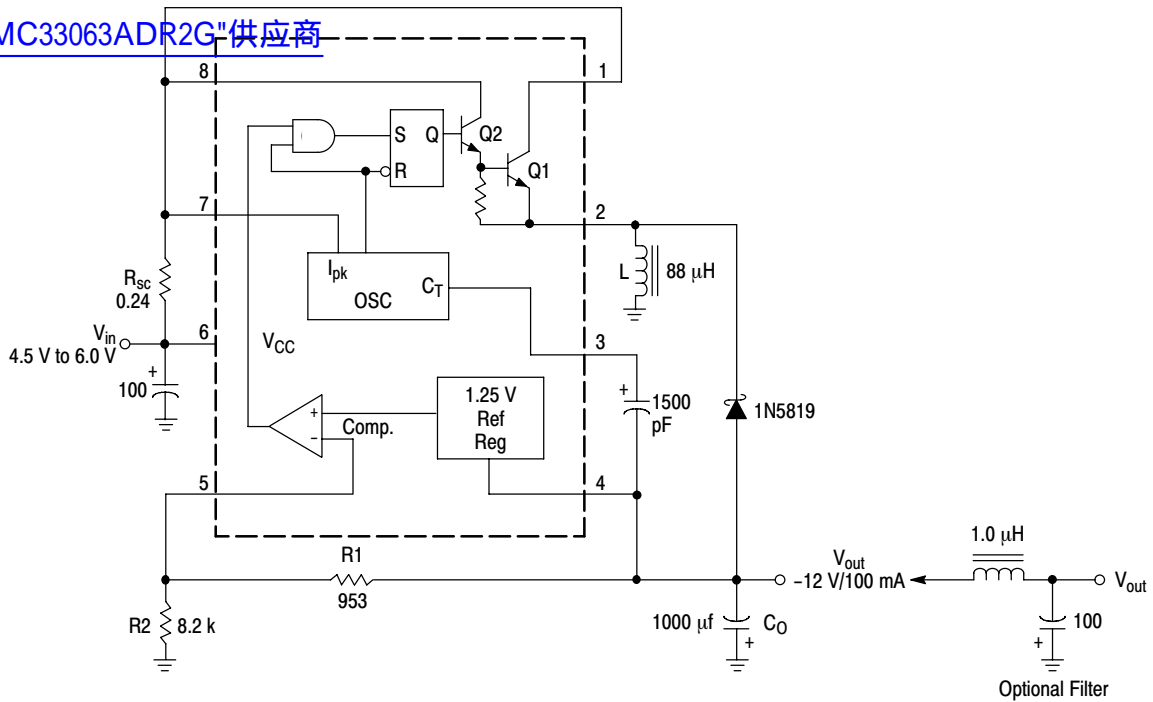 MC33063ADR2G"供应商
8
1
S Q
Q2
R
Q1
7
2
Ipk
CT
OSC
L
88 μH
Rsc
0.24
Vin
4.5 V to 6.0 V
6
VCC
3
+
100
+
1500
pF
1.25 V
Ref
Reg
+
−
Comp.
1N5819
5
4
R1
953
1.0 μH
Vout
−12 V/100 mA
Vout
R2
8.2 k
1000 μf
CO
+
100
+
Optional Filter